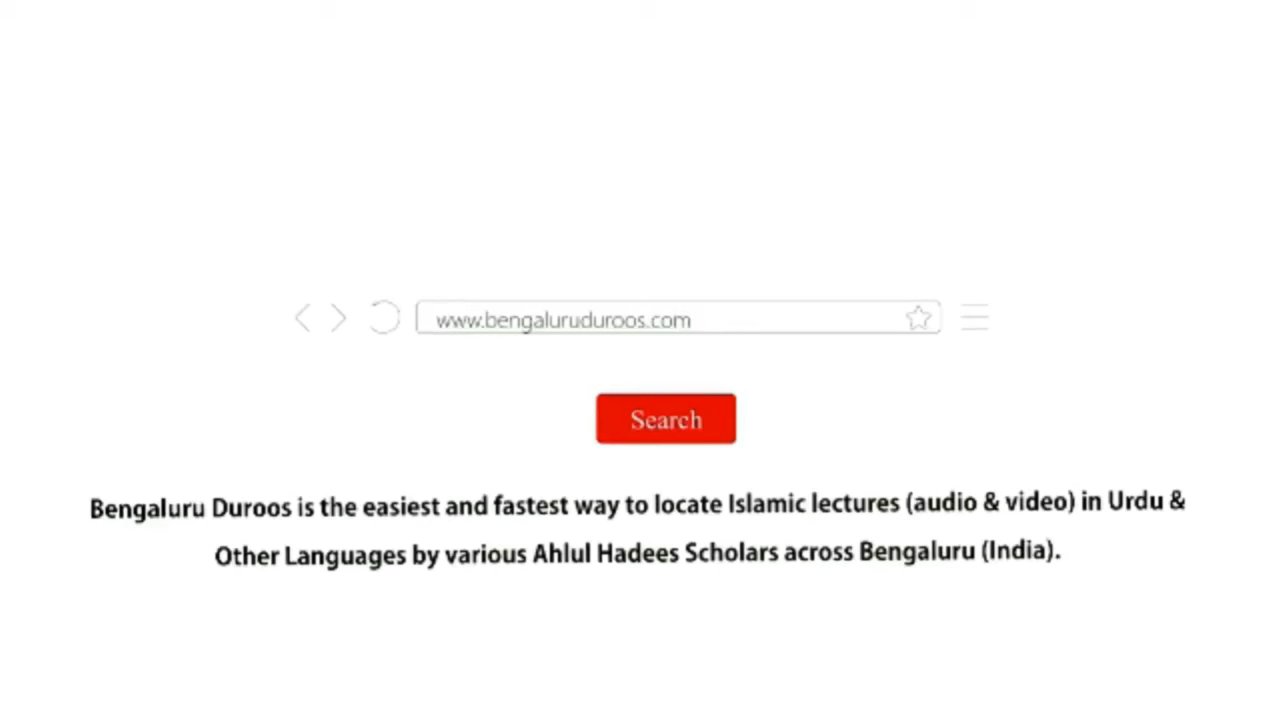 www.bengaluruduroos.com
Search
Bengaluru Duroos is the easiest and fastest way to locate Islamic lectures (audio & video) in Urdu &
Other Languages by various Ahlul Hadees Scholars across Bengaluru (India).